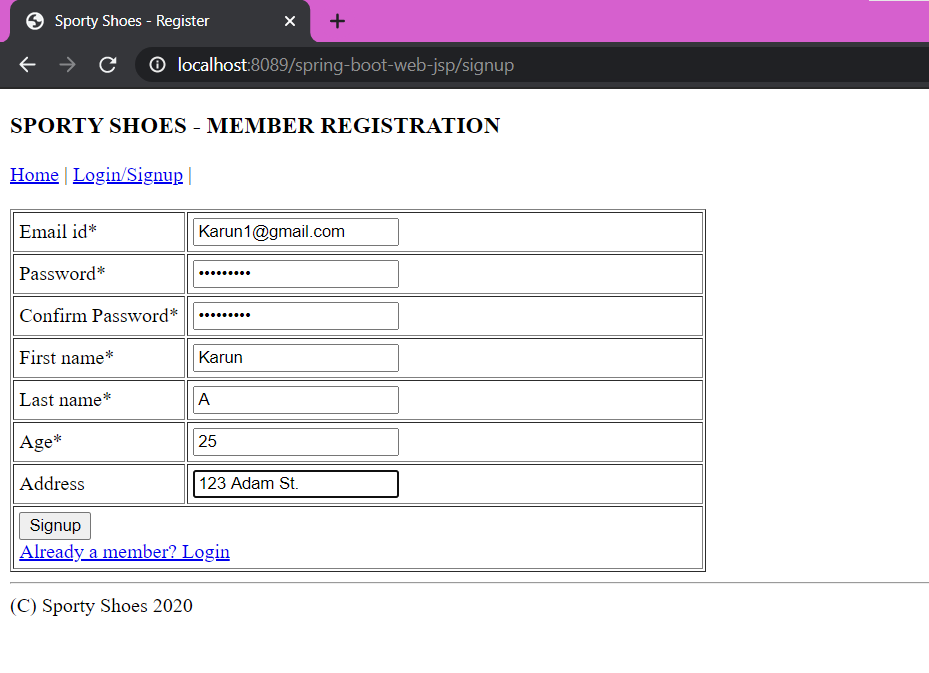 Sporty Shoes - Register
localhost:8089/spring-boot-web-jsp/signup
SPORTY SHOES - MEMBER REGISTRATION
Home | Login/Signup |
Email id* Karun1@gmail.com
Password* •••••••••
Confirm Password* •••••••••
First name* Karun
Last name* A
Age* 25
Address 123 Adam St.
Signup
Already a member? Login
(C) Sporty Shoes 2020